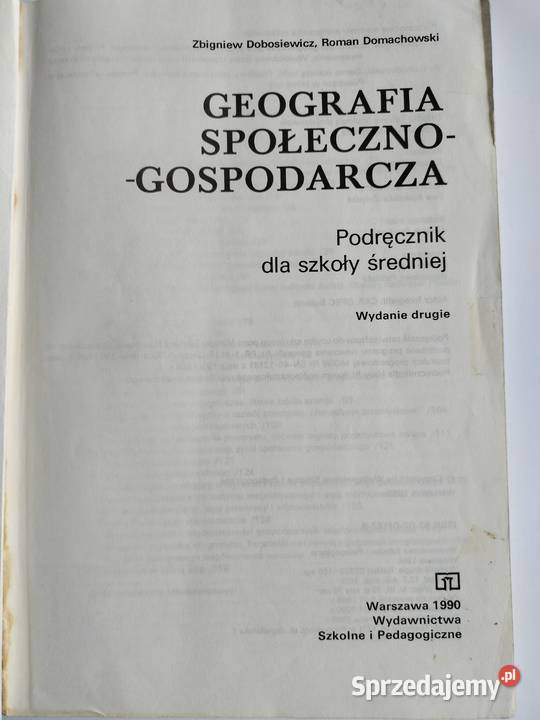 Zbigniew Dobosiewicz, Roman Domachowski
GEOGRAFIA
SPOŁECZNO-
-GOSPODARCZA
Podręcznik
dla szkoły średniej
Wydanie drugie
Warszawa 1990
Wydawnictwa
Szkolne i Pedagogiczne
Sprzedajemy.pl